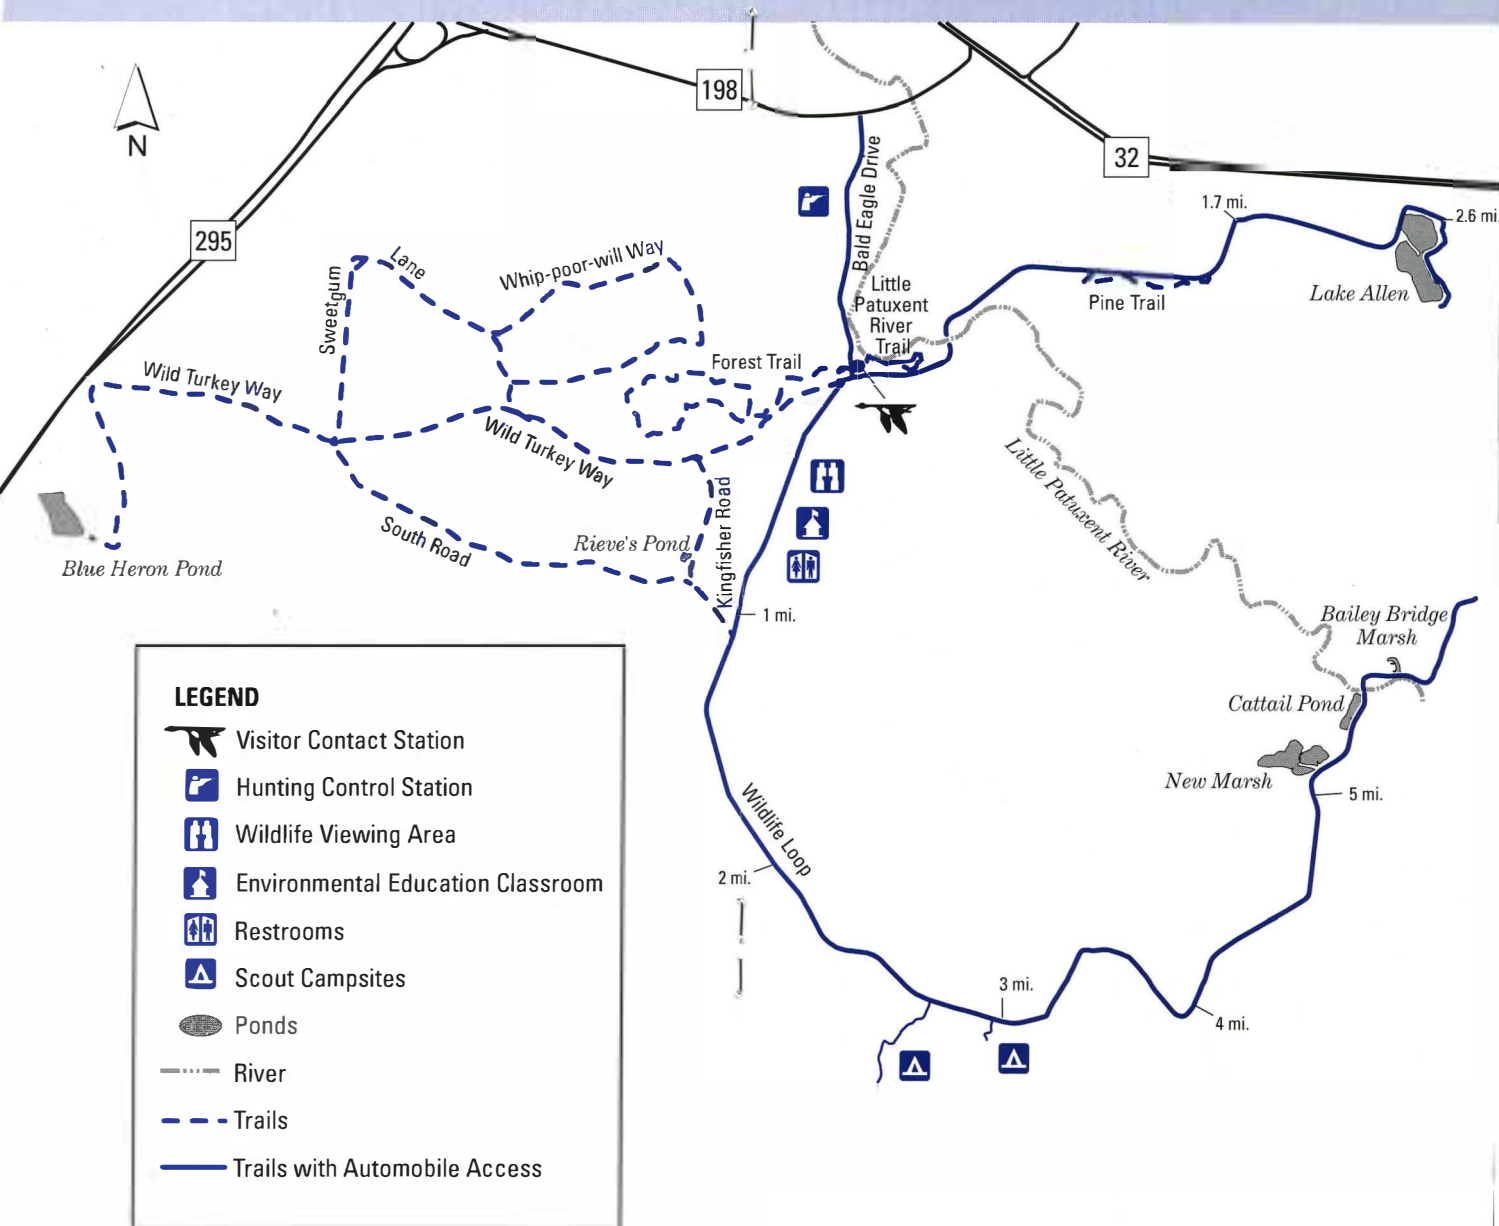 198
32
N
295
Bald Eagle Drive
1.7 mi.
2.6 mi.
Lane
Whip-poor-will Way
Sweetgum
Little
Patuxent
River
Trail
Lake Allen
Pine Trail
Forest Trail
Wild Turkey Way
Wild Turkey Way
Little Patuxent River
South Road
Rieve's Pond
Kingfisher Road
Blue Heron Pond
1 mi.
Bailey Bridge
Marsh
Cattail Pond
New Marsh
5 mi.
Wildlife Loop
2 mi.
3 mi.
4 mi.
LEGEND
Visitor Contact Station
Hunting Control Station
Wildlife Viewing Area
Environmental Education Classroom
Restrooms
Scout Campsites
Ponds
River
Trails
Trails with Automobile Access